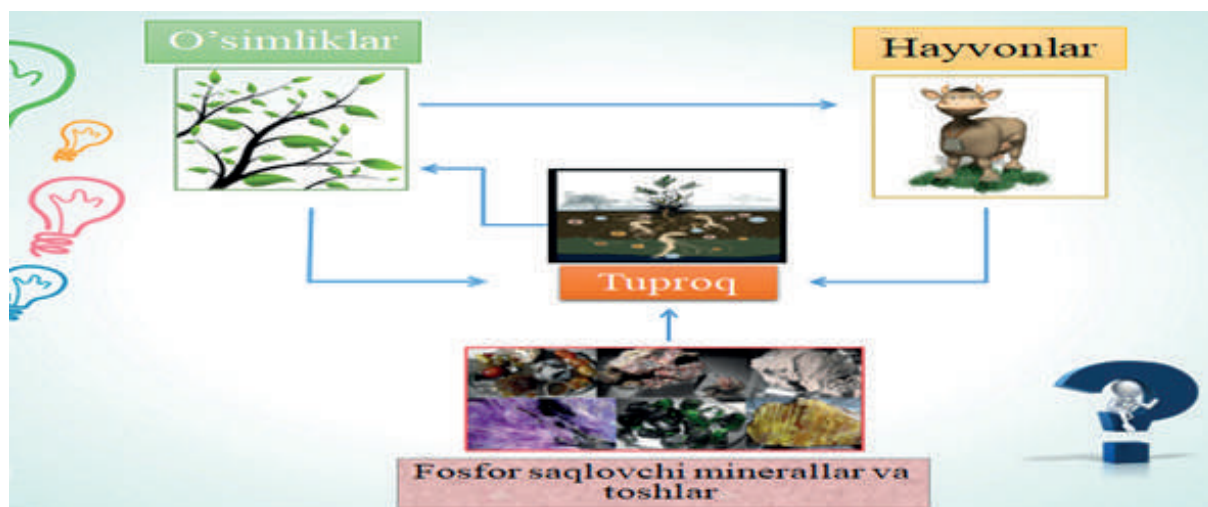 O’simliklar
Hayvonlar
Tuproq
Fosfor saqlovchi minerallar va
toshlar